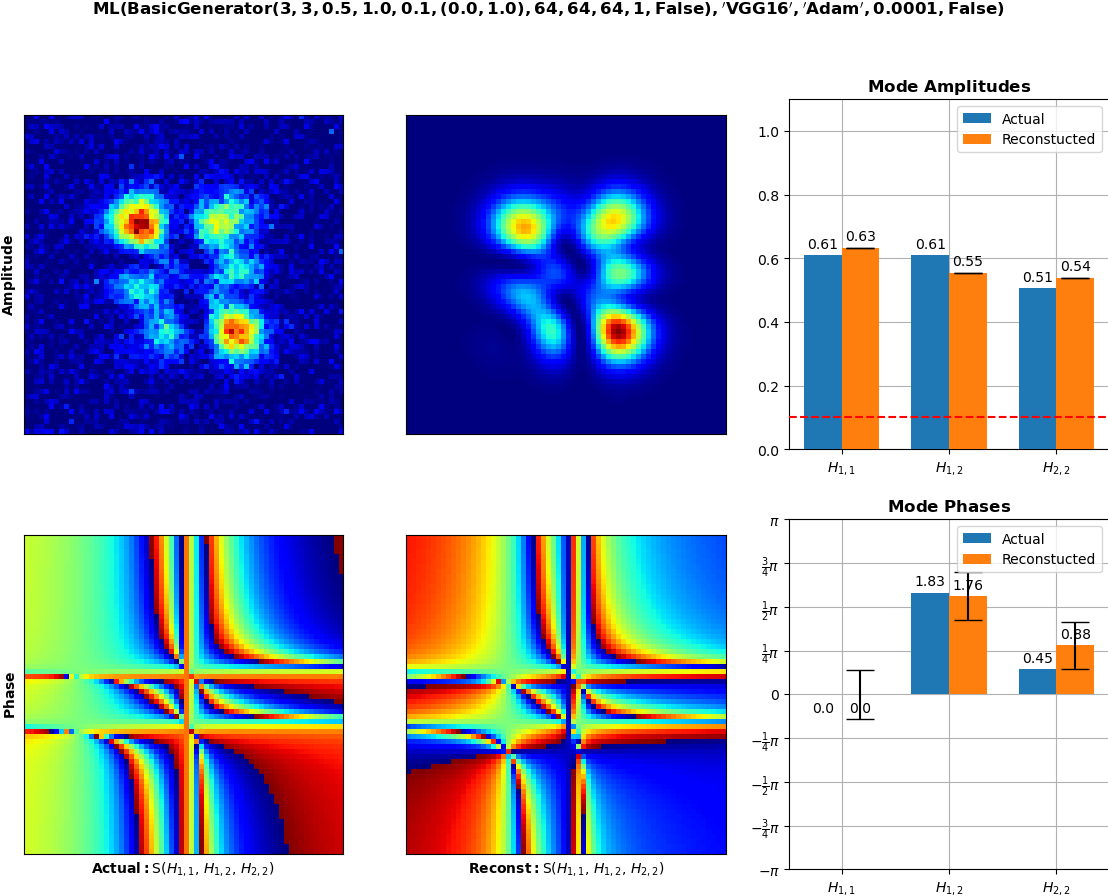 ML(BasicGenerator(3, 3, 0.5, 1.0, 0.1, (0.0, 1.0), 64, 64, 64, 1, False), ′VGG16′, ′Adam′, 0.0001, False)
Amplitude
Mode Amplitudes
Actual
Reconstucted
1.0
0.8
0.6
0.4
0.2
0.0
0.61
0.63
0.61
0.55
0.51
0.54
H1,1
H1,2
H2,2
Phase
Actual: S(H1,1, H1,2, H2,2)
Reconst: S(H1,1, H1,2, H2,2)
Mode Phases
Actual
Reconstucted
π
3/4π
1/2π
1/4π
0
−1/4π
−1/2π
−3/4π
−π
0.0
0.0
1.83
1.76
0.45
0.88
H1,1
H1,2
H2,2